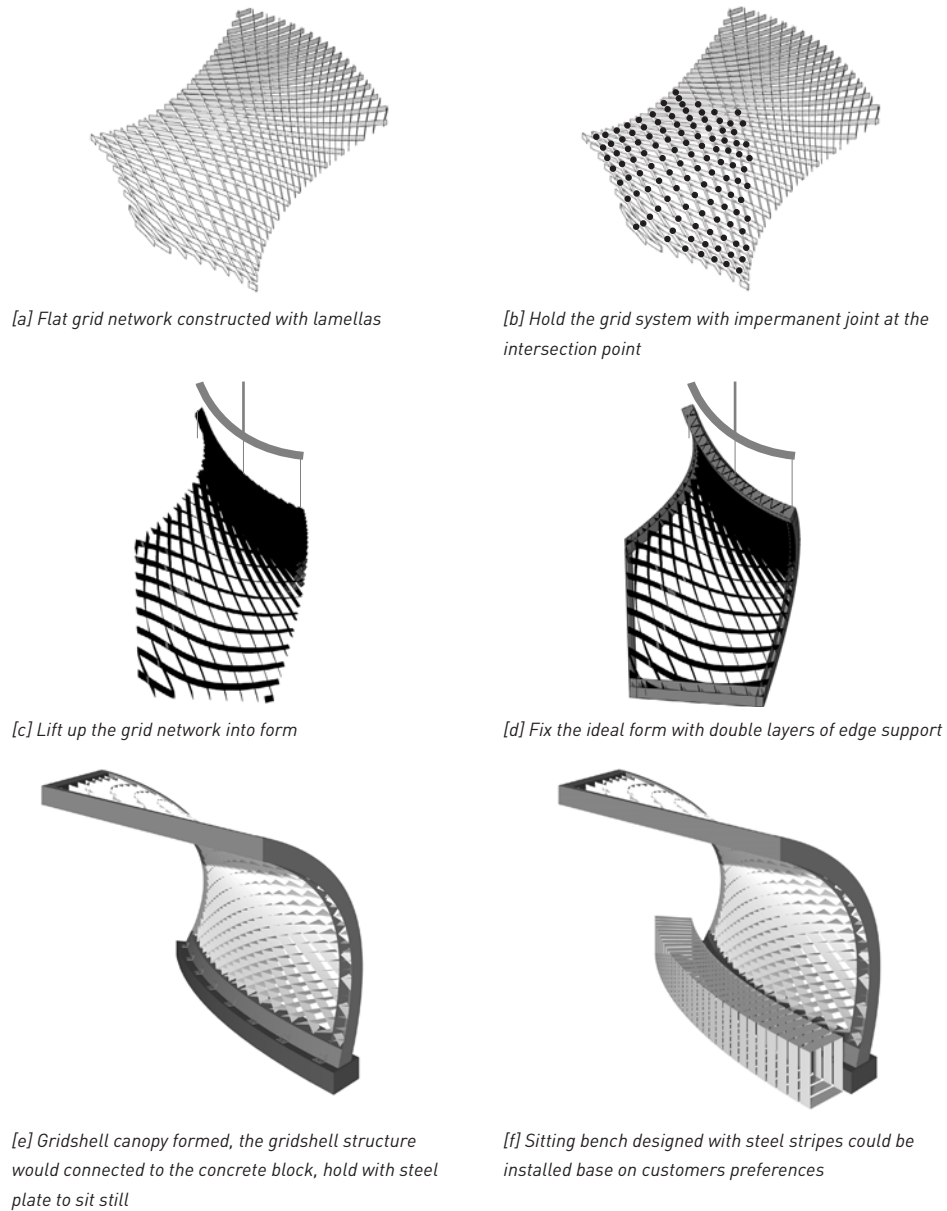 [a] Flat grid network constructed with lamellas
[b] Hold the grid system with impermanent joint at the
intersection point
[c] Lift up the grid network into form
[d] Fix the ideal form with double layers of edge support
[e] Gridshell canopy formed, the gridshell structure
would connected to the concrete block, hold with steel
plate to sit still
[f] Sitting bench designed with steel stripes could be
installed base on customers preferences